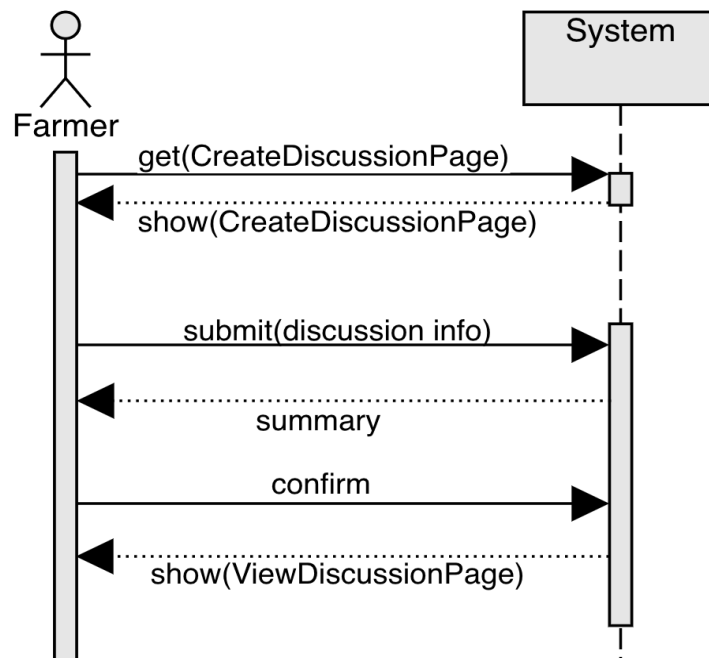 System
Farmer
get(CreateDiscussionPage)
show(CreateDiscussionPage)
submit(discussion info)
summary
confirm
show(ViewDiscussionPage)